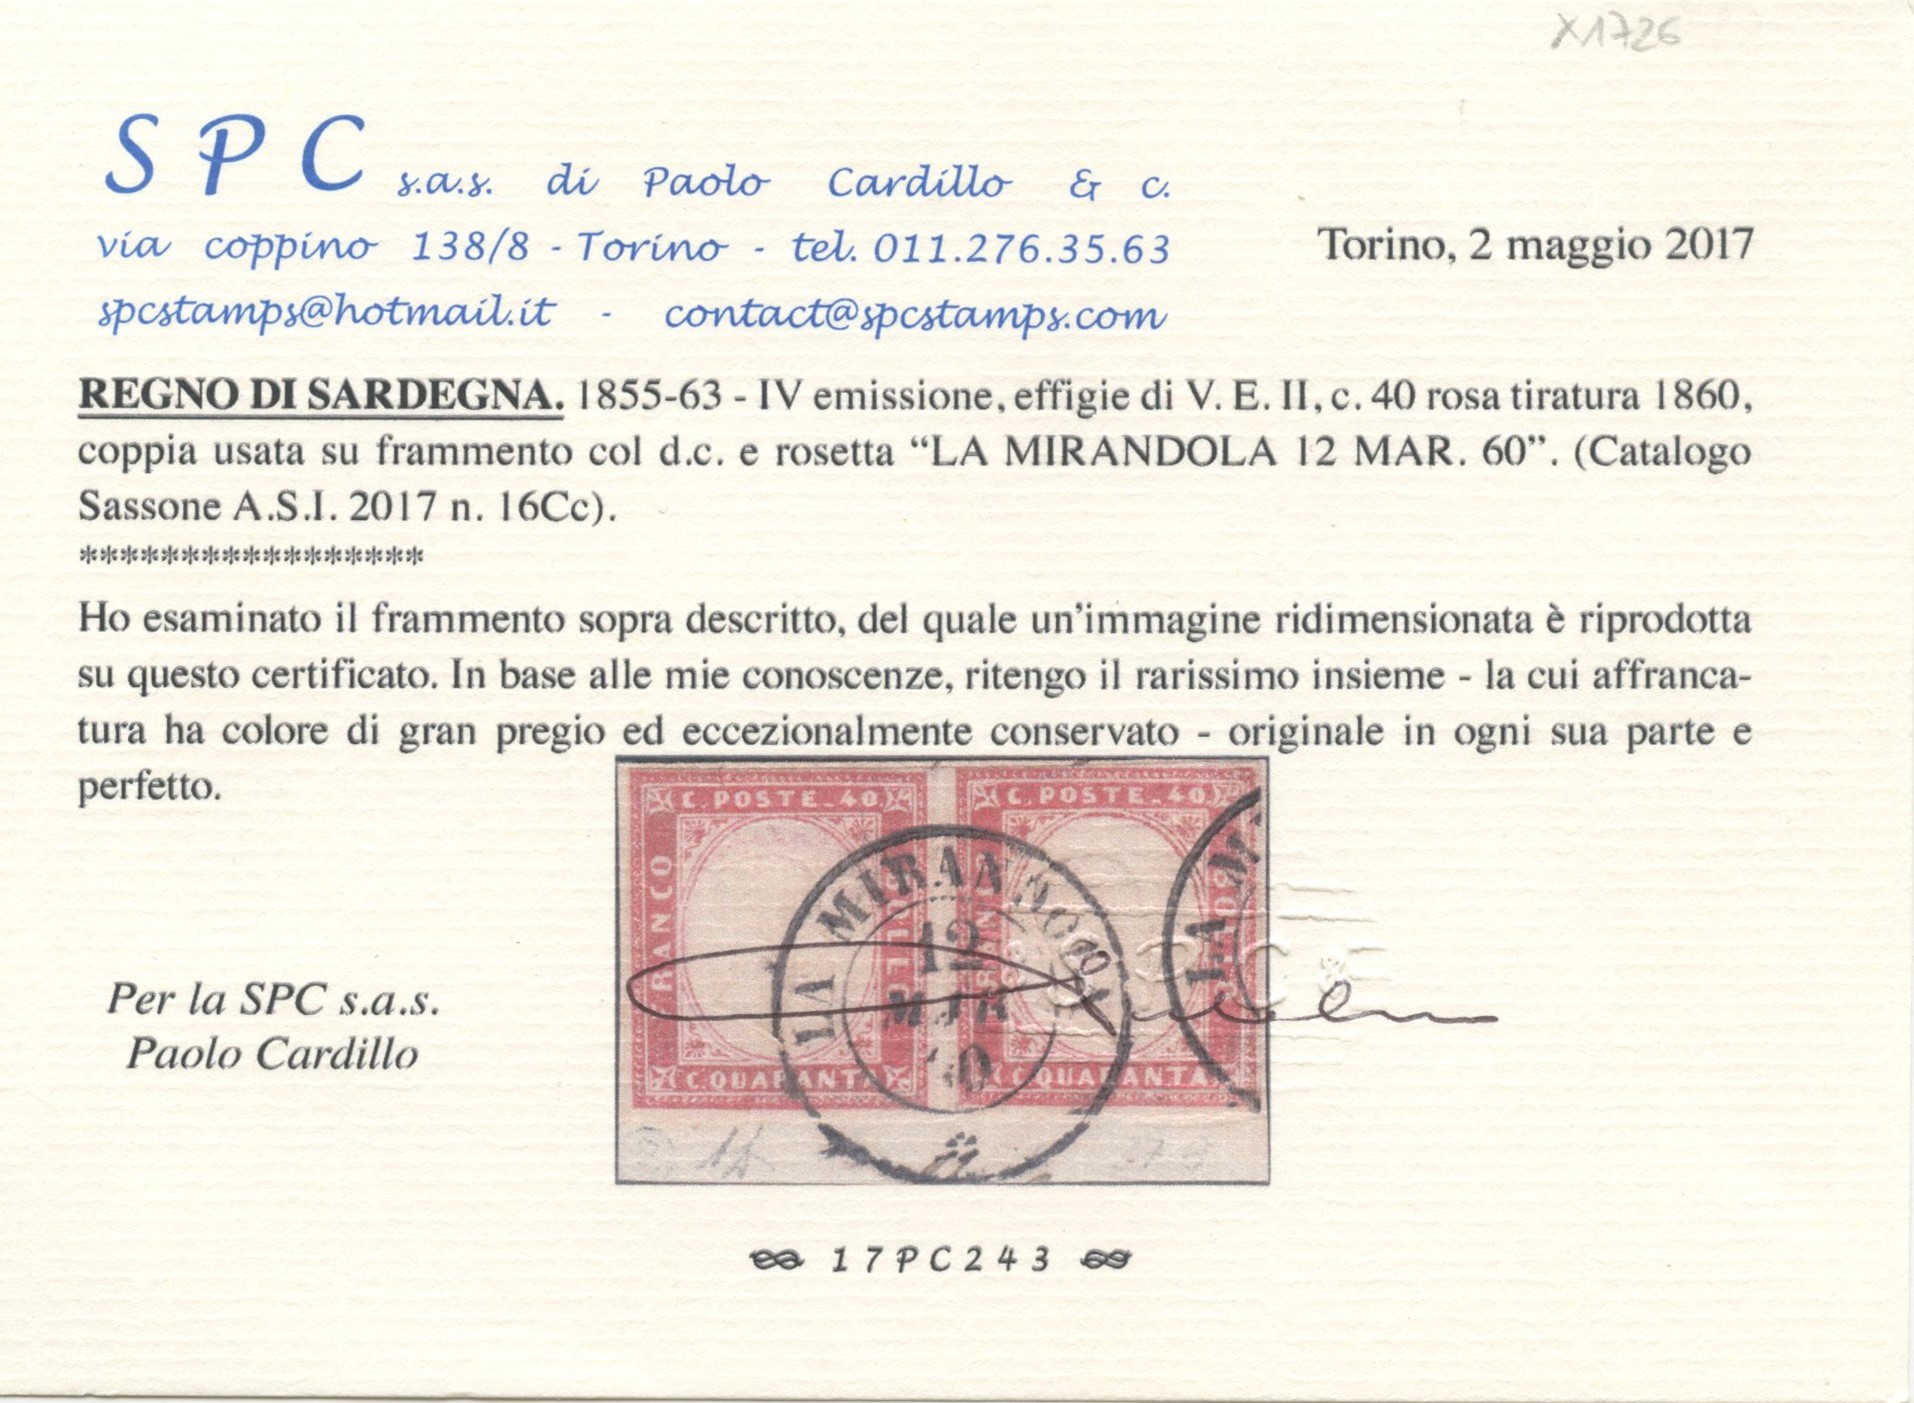 X1726
SPC s.a.s. di Paolo Cardillo & c.
via coppino 138/8 - Torino - tel. 011.276.35.63
Torino, 2 maggio 2017
spcstamps@hotmail.it - contact@spcstamps.com
REGNO DI SARDEGNA. 1855-63 - IV emissione, effigie di V. E. II, c. 40 rosa tiratura 1860,
coppia usata su frammento col d.c. e rosetta “LA MIRANDOLA 12 MAR. 60”. (Catalogo
Sassone A.S.I. 2017 n. 16Cc).
*****************
Ho esaminato il frammento sopra descritto, del quale un’immagine ridimensionata è riprodotta
su questo certificato. In base alle mie conoscenze, ritengo il rarissimo insieme - la cui affranca-
tura ha colore di gran pregio ed eccezionalmente conservato - originale in ogni sua parte e
perfetto.
C. POSTE. 40 C. POSTE. 40
FRANCO
LA MIRANDOLA
12
MAR
60
LA M
C. QUARANTA C. QUARANTA
Per la SPC s.a.s.
Paolo Cardillo
17PC243